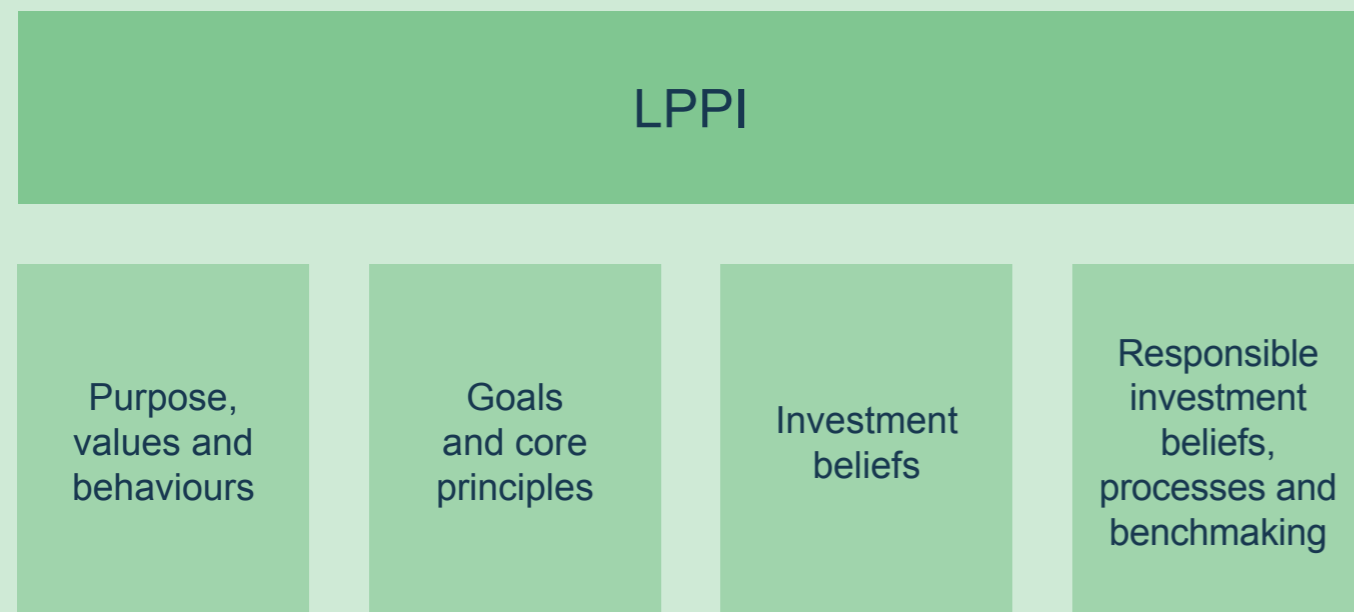 LPPI
Purpose,
values and
behaviours
Goals
and core
principles
Investment
beliefs
Responsible
investment
beliefs,
processes and
benchmaking